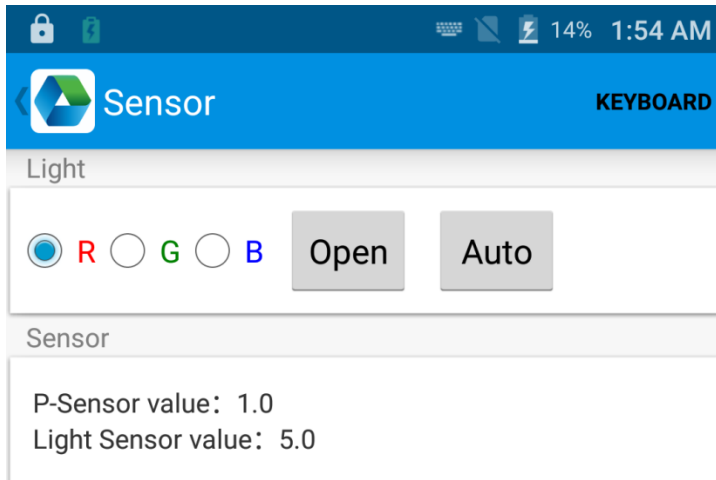 14% 1:54 AM
Sensor KEYBOARD
Light
R G B Open Auto
Sensor
P-Sensor value：1.0
Light Sensor value：5.0